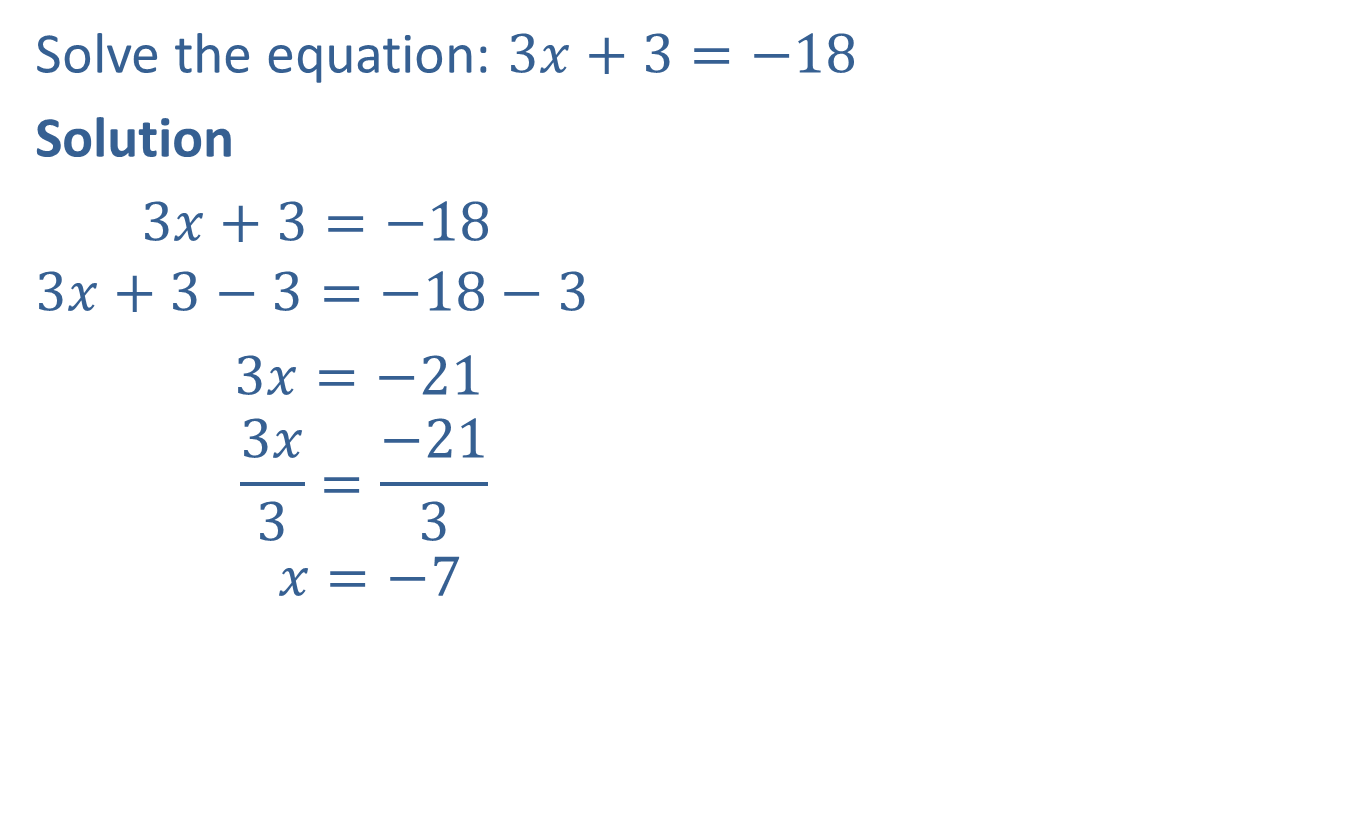 Solve the equation: 3x + 3 = −18
Solution
3x + 3 = −18
3x + 3 − 3 = −18 − 3
3x = −21
3x/3 = −21/3
x = −7